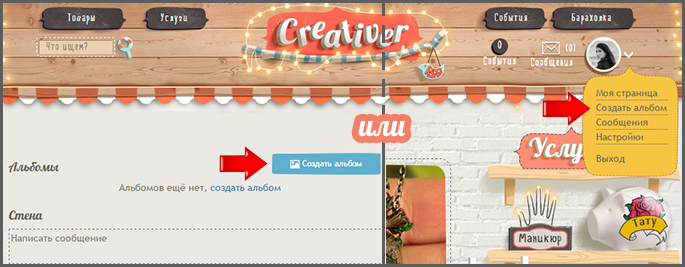 Товары
Услуги
Creativer
События
Барахолка
Что ищем?
0
События
(0)
Сообщения
Моя страница
Создать альбом
Сообщения
Настройки
Выход
или
Альбомы
Создать альбом
Альбомов ещё нет, создать альбом
Стена
Написать сообщение
Услу
Маникюр
Тату